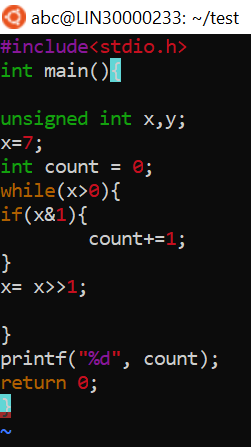 abc@LIN30000233: ~/test
#include<stdio.h>
int main(){
unsigned int x,y;
x=7;
int count = 0;
while(x>0){
if(x&1){
        count+=1;
}
x= x>>1;
}
printf("%d", count);
return 0;
}
~